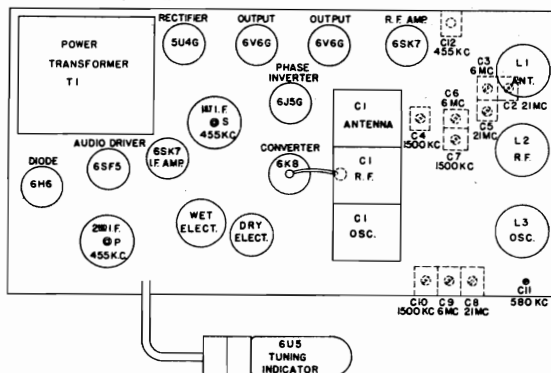 POWER
TRANSFORMER
T1
RECTIFIER
5U4G
OUTPUT
6V6G
OUTPUT
6V6G
R.F. AMP.
6SK7
C12
455KC
L1
ANT.
C3
6MC
C2 21MC
C5
21MC
C6
6MC
C4
1500KC
C7
1500KC
PHASE
INVERTER
6J5G
1ST I.F.
S
455KC
C1
ANTENNA
C1
R.F.
C1
OSC.
L2
R.F.
L3
OSC.
AUDIO DRIVER
6SF5
6SK7
I.F. AMP.
CONVERTER
6K8
DIODE
6H6
2ND I.F.
P
455K.C.
WET
ELECT.
DRY
ELECT.
C10
1500KC
C9
6MC
C8
21MC
C11
580 KC
6U5
TUNING
INDICATOR